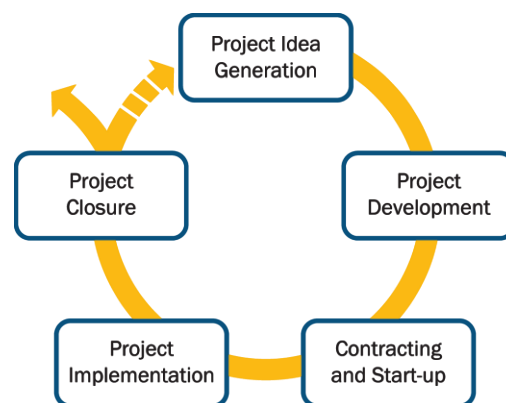 Project Idea
Generation
Project
Development
Contracting
and Start-up
Project
Implementation
Project
Closure